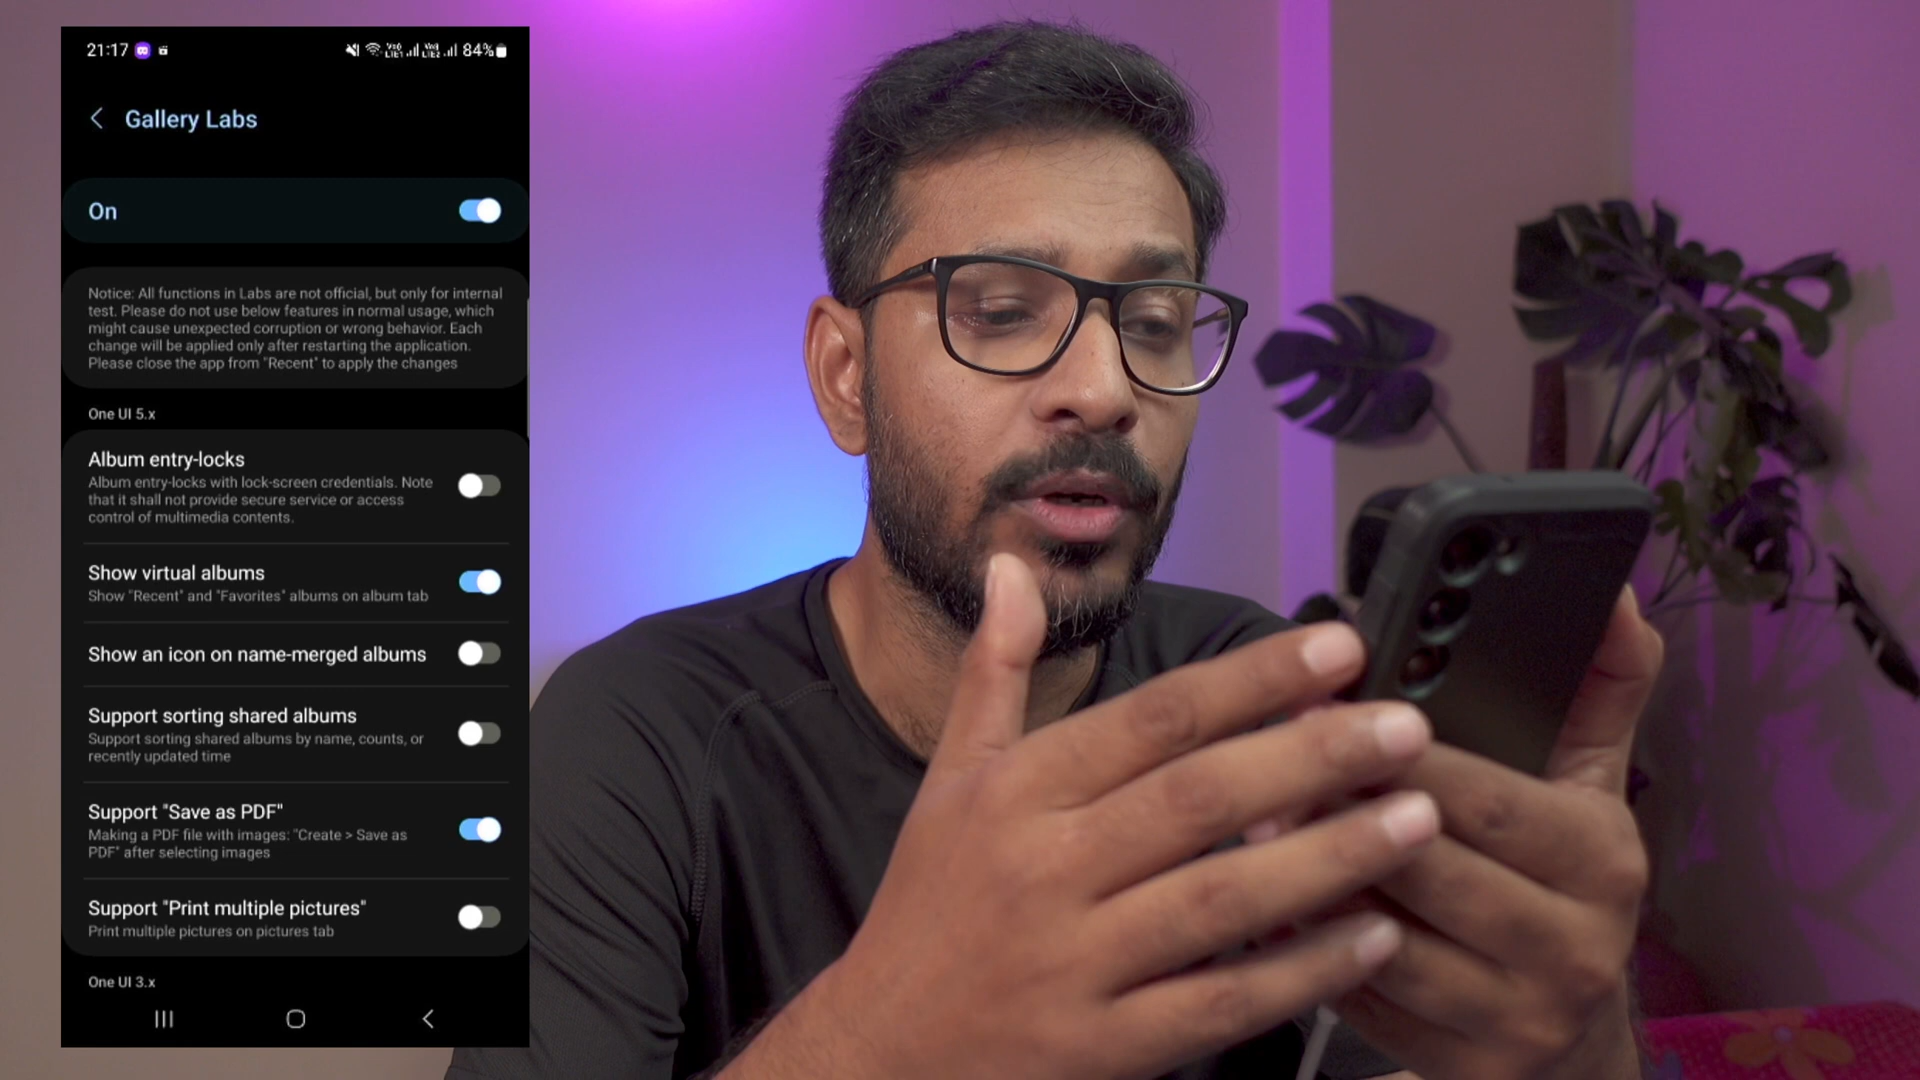 21:17 84%
Gallery Labs
On
Notice: All functions in Labs are not official, but only for internal
test. Please do not use below features in normal usage, which
might cause unexpected corruption or wrong behavior. Each
change will be applied only after restarting the application.
Please close the app from "Recent" to apply the changes
One UI 5.x
Album entry-locks
Album entry-locks with lock-screen credentials. Note
that it shall not provide secure service or access
control of multimedia contents.
Show virtual albums
Show "Recent" and "Favorites" albums on album tab
Show an icon on name-merged albums
Support sorting shared albums
Support sorting shared albums by name, counts, or
recently updated time
Support "Save as PDF"
Making a PDF file with images: "Create > Save as
PDF" after selecting images
Support "Print multiple pictures"
Print multiple pictures on pictures tab
One UI 3.x